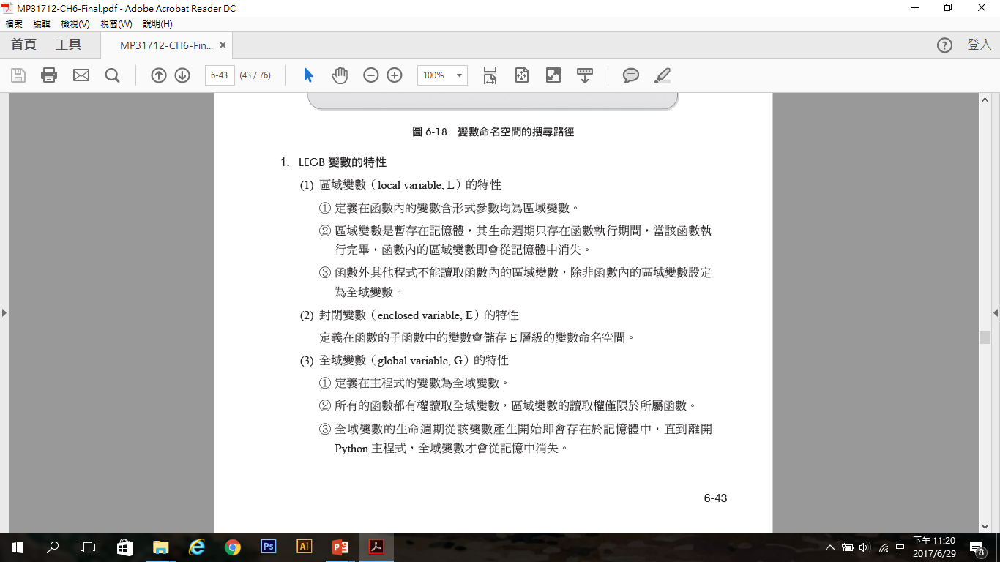 MP31712-CH6-Final.pdf - Adobe Acrobat Reader DC
檔案 編輯 檢視(V) 視窗(W) 說明(H)
首頁 工具 MP31712-CH6-Fin... × 登入
6-43 (43 / 76) 100%
圖 6-18 變數命名空間的搜尋路徑
1. LEGB 變數的特性
(1) 區域變數（local variable, L）的特性
① 定義在函數內的變數含形式參數均為區域變數。
② 區域變數是暫存在記憶體，其生命週期只存在函數執行期間，當該函數執
行完畢，函數內的區域變數即會從記憶體中消失。
③ 函數外其他程式不能讀取函數內的區域變數，除非函數內的區域變數設定
為全域變數。
(2) 封閉變數（enclosed variable, E）的特性
定義在函數的子函數中的變數會儲存 E 層級的變數命名空間。
(3) 全域變數（global variable, G）的特性
① 定義在主程式的變數為全域變數。
② 所有的函數都有權讀取全域變數，區域變數的讀取權僅限於所屬函數。
③ 全域變數的生命週期從該變數產生開始即會存在於記憶體中，直到離開
Python 主程式，全域變數才會從記憶中消失。
6-43
Ps Ai 中 下午 11:20
2017/6/29 8